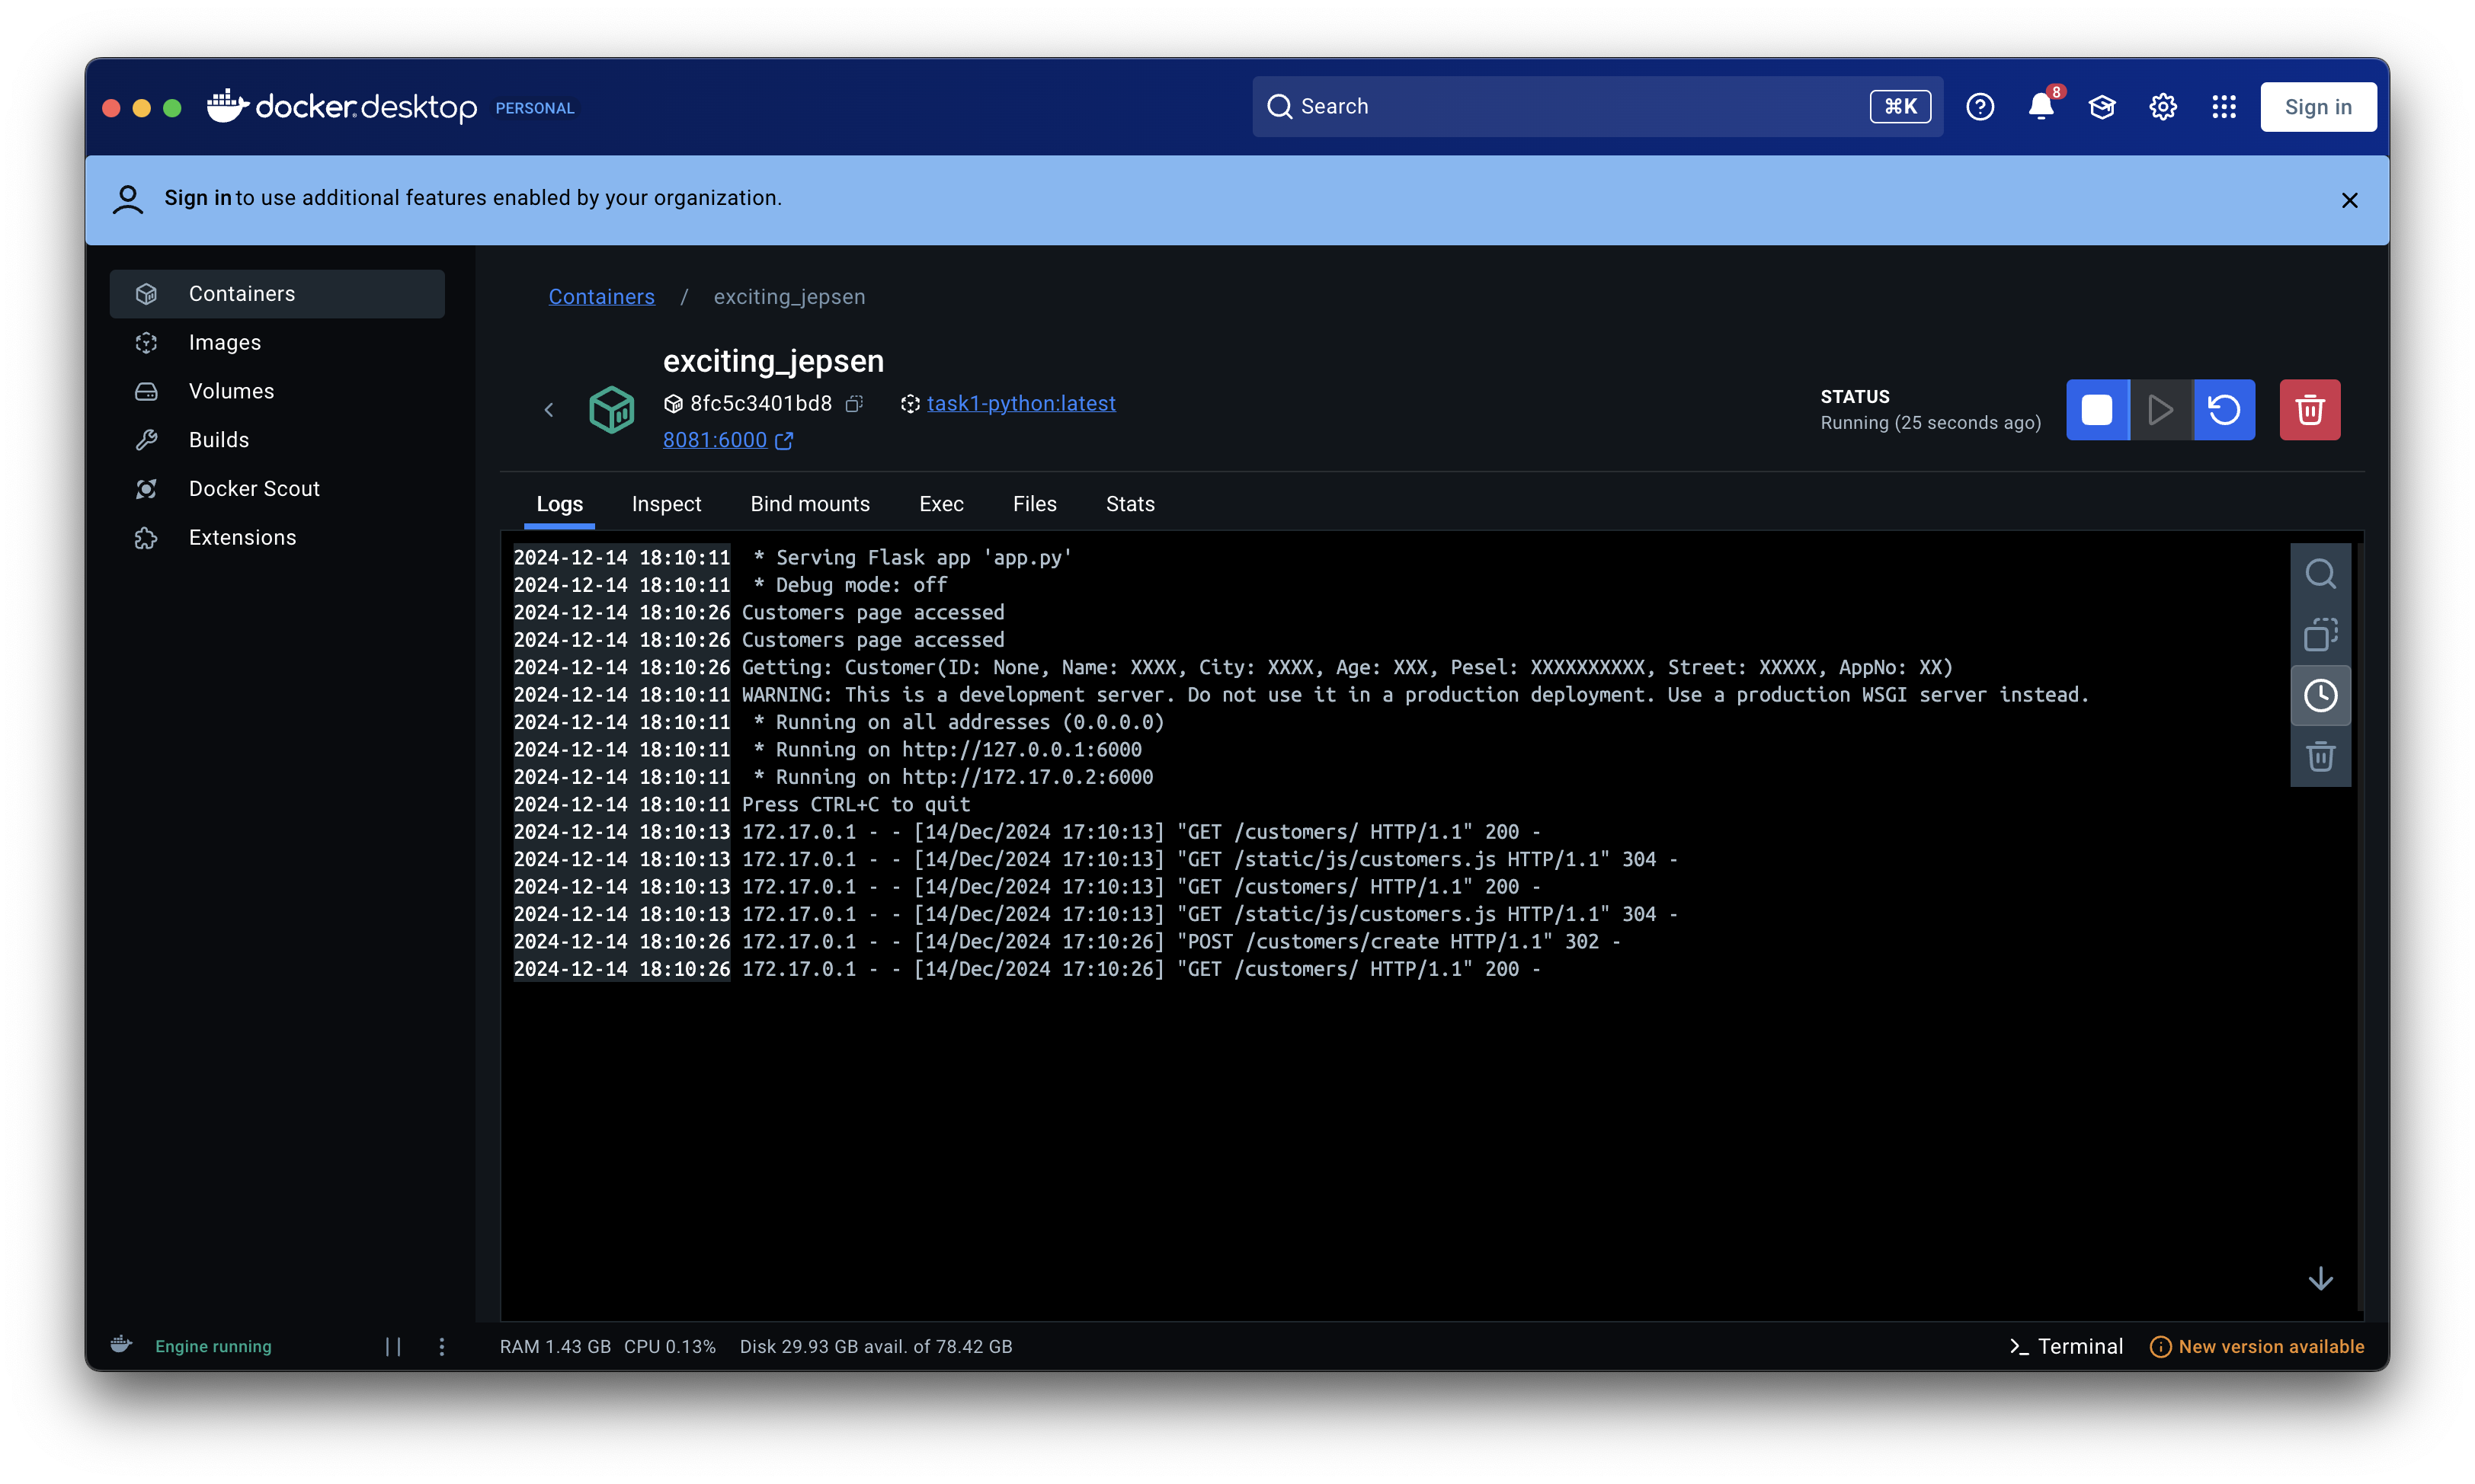 docker.desktop PERSONAL
Search
⌘K
8
Sign in
Sign in to use additional features enabled by your organization.
Containers
Images
Volumes
Builds
Docker Scout
Extensions
Containers / exciting_jepsen
exciting_jepsen
8fc5c3401bd8 task1-python:latest
8081:6000
STATUS
Running (25 seconds ago)
Logs Inspect Bind mounts Exec Files Stats
2024-12-14 18:10:11  * Serving Flask app 'app.py'
2024-12-14 18:10:11  * Debug mode: off
2024-12-14 18:10:26 Customers page accessed
2024-12-14 18:10:26 Customers page accessed
2024-12-14 18:10:26 Getting: Customer(ID: None, Name: XXXX, City: XXXX, Age: XXX, Pesel: XXXXXXXXXX, Street: XXXXX, AppNo: XX)
2024-12-14 18:10:11 WARNING: This is a development server. Do not use it in a production deployment. Use a production WSGI server instead.
2024-12-14 18:10:11  * Running on all addresses (0.0.0.0)
2024-12-14 18:10:11  * Running on http://127.0.0.1:6000
2024-12-14 18:10:11  * Running on http://172.17.0.2:6000
2024-12-14 18:10:11 Press CTRL+C to quit
2024-12-14 18:10:13 172.17.0.1 - - [14/Dec/2024 17:10:13] "GET /customers/ HTTP/1.1" 200 -
2024-12-14 18:10:13 172.17.0.1 - - [14/Dec/2024 17:10:13] "GET /static/js/customers.js HTTP/1.1" 304 -
2024-12-14 18:10:13 172.17.0.1 - - [14/Dec/2024 17:10:13] "GET /customers/ HTTP/1.1" 200 -
2024-12-14 18:10:13 172.17.0.1 - - [14/Dec/2024 17:10:13] "GET /static/js/customers.js HTTP/1.1" 304 -
2024-12-14 18:10:26 172.17.0.1 - - [14/Dec/2024 17:10:26] "POST /customers/create HTTP/1.1" 302 -
2024-12-14 18:10:26 172.17.0.1 - - [14/Dec/2024 17:10:26] "GET /customers/ HTTP/1.1" 200 -
Engine running
RAM 1.43 GB CPU 0.13% Disk 29.93 GB avail. of 78.42 GB
Terminal
New version available